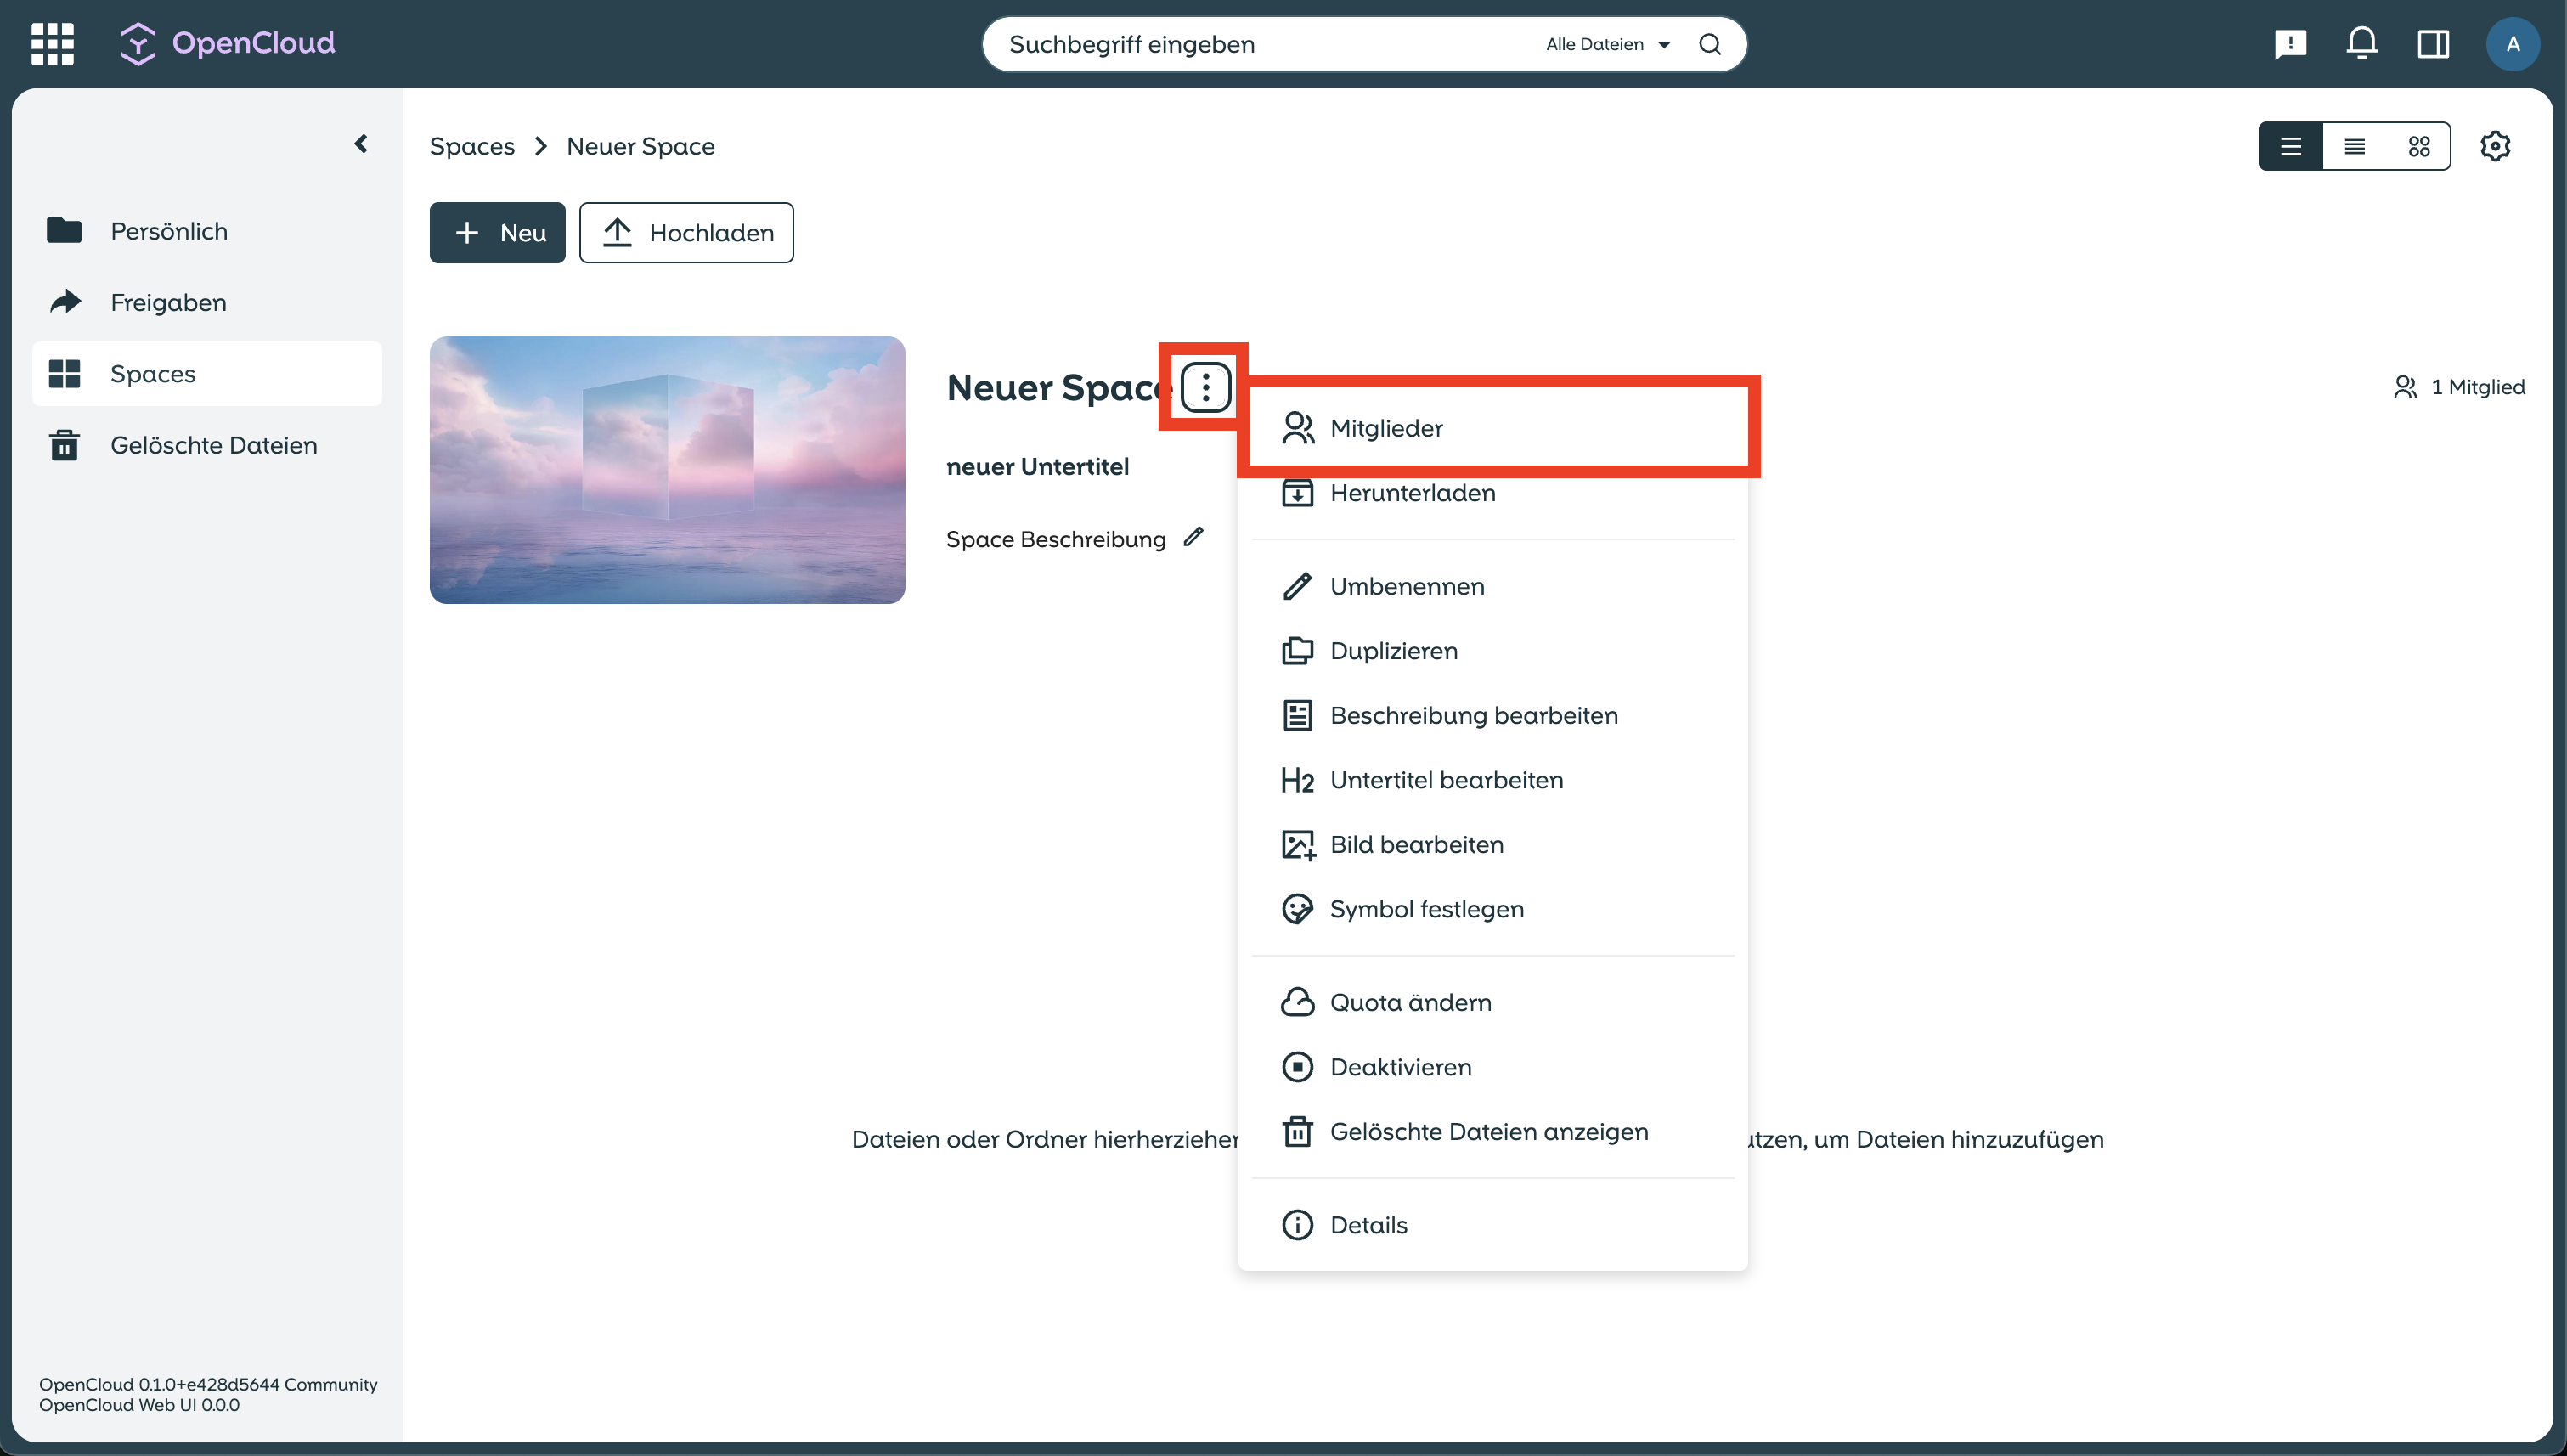 OpenCloud
Suchbegriff eingeben
Alle Dateien
A
Spaces > Neuer Space
Neu
Hochladen
Persönlich
Freigaben
Spaces
Gelöschte Dateien
Neuer Space
1 Mitglied
neuer Untertitel
Space Beschreibung
Mitglieder
Herunterladen
Umbenennen
Duplizieren
Beschreibung bearbeiten
H2 Untertitel bearbeiten
Bild bearbeiten
Symbol festlegen
Quota ändern
Deaktivieren
Gelöschte Dateien anzeigen
Details
Dateien oder Ordner hierherziehen
um Dateien hinzuzufügen
OpenCloud 0.1.0+e428d5644 Community
OpenCloud Web UI 0.0.0